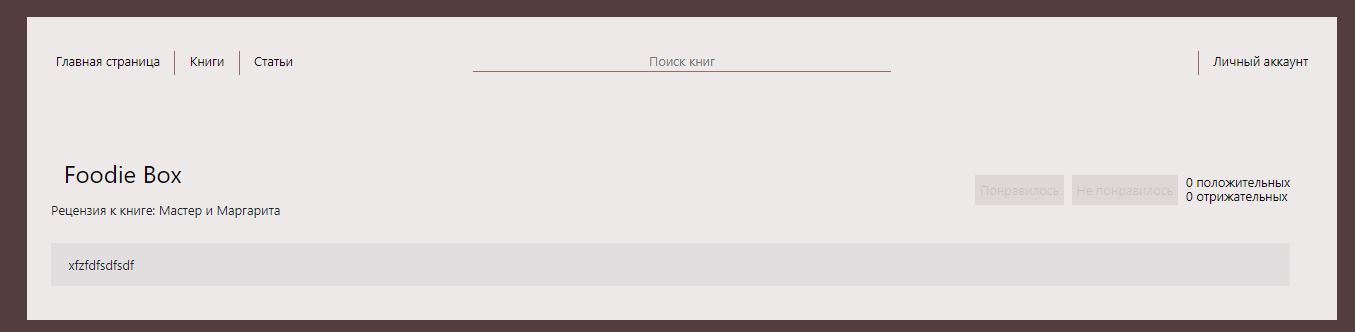 Главная страница
Книги
Статьи
Поиск книг
Личный аккаунт
Foodie Box
Понравилось
Не понравилось
0 положительных
0 отрижательных
Рецензия к книге: Мастер и Маргарита
xfzfdfsdfsdf